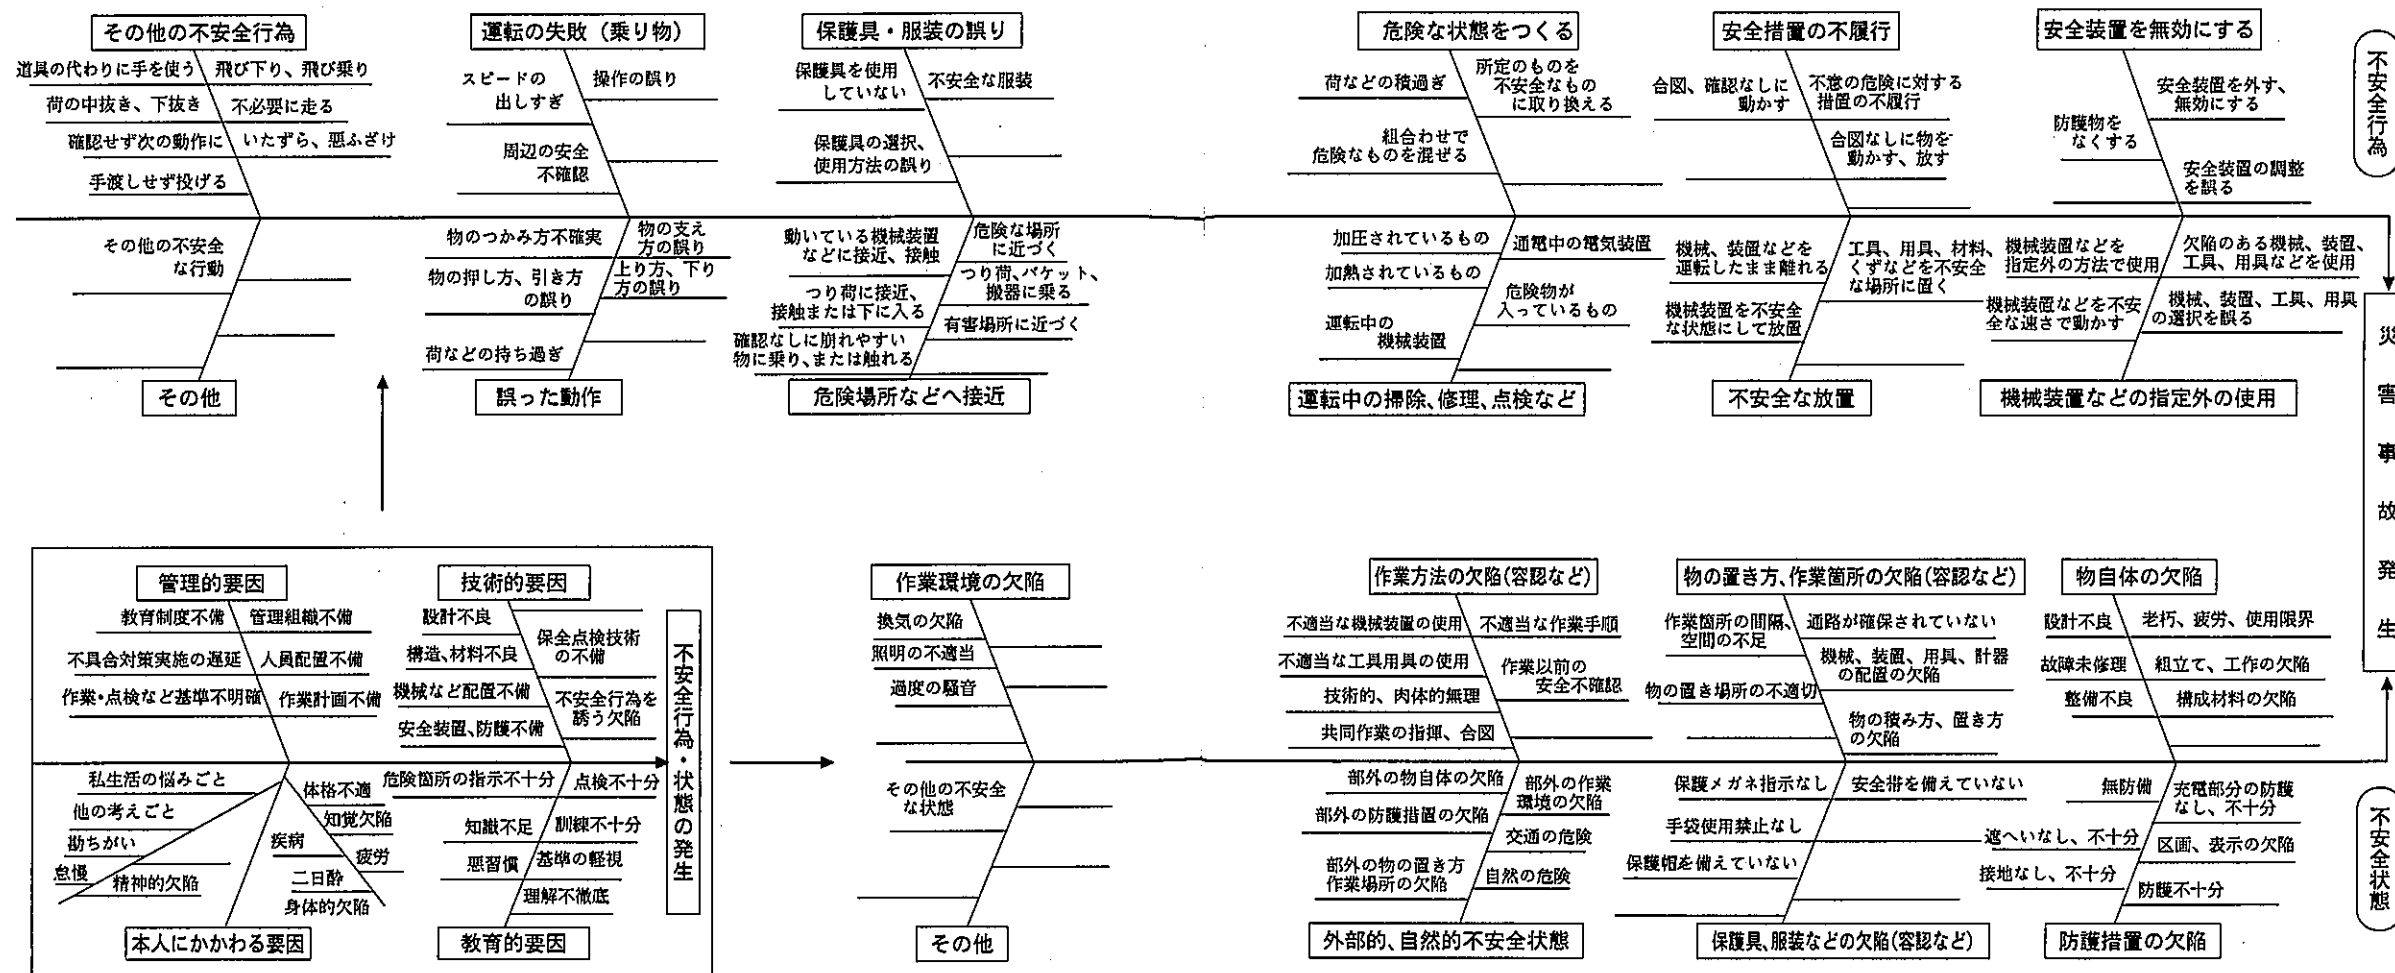 その他の不安全行為
道具の代わりに手を使う
飛び下り、飛び乗り
荷の中抜き、下抜き
不必要に走る
確認せず次の動作に
いたずら、悪ふざけ
手渡しせず投げる
運転の失敗（乗り物）
スピードの
出しすぎ
操作の誤り
周辺の安全
不確認
保護具・服装の誤り
保護具を使用
していない
不安全な服装
保護具の選択、
使用方法の誤り
危険な状態をつくる
荷などの積過ぎ
所定のものを
不安全なもの
に取り換える
組合わせで
危険なものを混ぜる
安全措置の不履行
合図、確認なしに
動かす
不意の危険に対する
措置の不履行
合図なしに物を
動かす、放す
安全装置を無効にする
安全装置を外す、
無効にする
防護物を
なくする
安全装置の調整
を誤る
不安全行為
その他の不安全
な行動
その他
物のつかみ方不確実
物の支え
方の誤り
物の押し方、引き方
の誤り
上り方、下り
方の誤り
荷などの持ち過ぎ
誤った動作
動いている機械装置
などに接近、接触
危険な場所
に近づく
つり荷、バケット、
搬器に乗る
つり荷に接近、
接触または下に入る
有害場所に近づく
確認なしに崩れやすい
物に乗り、または触れる
危険場所などへ接近
加圧されているもの
通電中の電気装置
加熱されているもの
危険物が
入っているもの
運転中の
機械装置
運転中の掃除、修理、点検など
機械、装置などを
運転したまま離れる
工具、用具、材料、
くずなどを不安全
な場所に置く
機械装置を不安全
な状態にして放置
不安全な放置
機械装置などを
指定外の方法で使用
欠陥のある機械、装置、
工具、用具などを使用
機械装置などを不安
全な速さで動かす
機械、装置、工具、用具
の選択を誤る
機械装置などの指定外の使用
災害事故発生
管理的要因
教育制度不備
管理組織不備
不具合対策実施の遅延
人員配置不備
作業・点検など基準不明確
作業計画不備
技術的要因
設計不良
保全点検技術
の不備
構造、材料不良
機械など配置不備
不安全行為を
誘う欠陥
安全装置、防護不備
不安全行為・状態の発生
私生活の悩みごと
他の考えごと
勘ちがい
怠慢
精神的欠陥
体格不適
知覚欠陥
疾病
疲労
二日酔
身体的欠陥
本人にかかわる要因
危険箇所の指示不十分
点検不十分
知識不足
訓練不十分
悪習慣
基準の軽視
理解不徹底
教育的要因
作業環境の欠陥
換気の欠陥
照明の不適当
過度の騒音
その他の不安全
な状態
その他
作業方法の欠陥(容認など)
不適当な機械装置の使用
不適当な作業手順
不適当な工具用具の使用
作業以前の
安全不確認
技術的、肉体的無理
共同作業の指揮、合図
部外の物自体の欠陥
部外の作業
環境の欠陥
部外の防護措置の欠陥
交通の危険
部外の物の置き方
作業場所の欠陥
自然の危険
外部的、自然的不安全状態
物の置き方、作業箇所の欠陥(容認など)
作業箇所の間隔、
空間の不足
通路が確保されていない
機械、装置、用具、計器
の配置の欠陥
物の置き場所の不適切
物の積み方、置き方
の欠陥
保護メガネ指示なし
安全帯を備えていない
手袋使用禁止なし
保護帽を備えていない
保護具、服装などの欠陥(容認など)
物自体の欠陥
設計不良
老朽、疲労、使用限界
故障未修理
組立て、工作の欠陥
整備不良
構成材料の欠陥
無防備
充電部分の防護
なし、不十分
遮へいなし、不十分
区画、表示の欠陥
接地なし、不十分
防護不十分
防護措置の欠陥
不安全状態